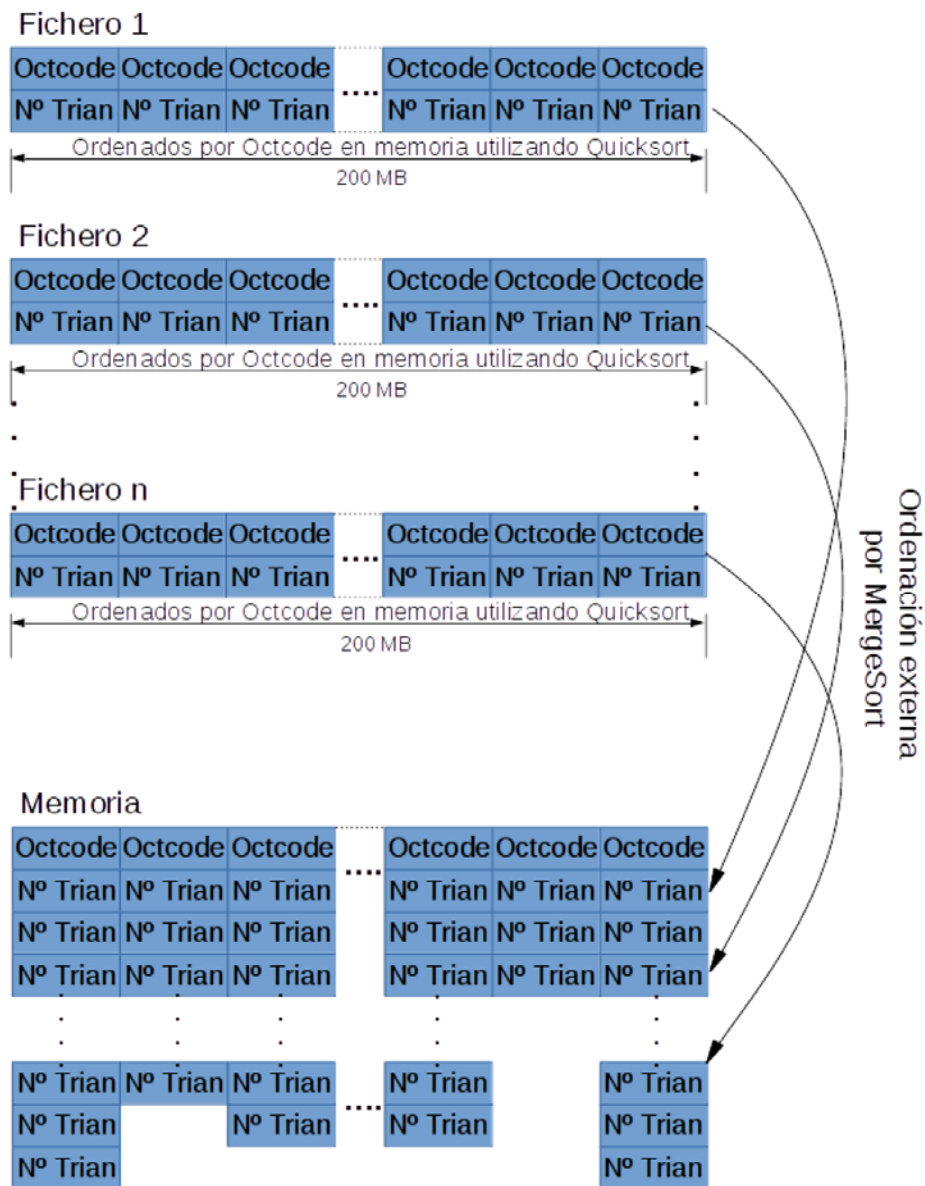 Fichero 1
Octcode Octcode Octcode .... Octcode Octcode Octcode
Nº Trian Nº Trian Nº Trian Nº Trian Nº Trian Nº Trian
Ordenados por Octcode en memoria utilizando Quicksort
200 MB
Fichero 2
Octcode Octcode Octcode .... Octcode Octcode Octcode
Nº Trian Nº Trian Nº Trian Nº Trian Nº Trian Nº Trian
Ordenados por Octcode en memoria utilizando Quicksort
200 MB
Fichero n
Octcode Octcode Octcode .... Octcode Octcode Octcode
Nº Trian Nº Trian Nº Trian Nº Trian Nº Trian Nº Trian
Ordenados por Octcode en memoria utilizando Quicksort
200 MB
Ordenación externa
por MergeSort
Memoria
Octcode Octcode Octcode .... Octcode Octcode Octcode
Nº Trian Nº Trian Nº Trian Nº Trian Nº Trian Nº Trian
Nº Trian Nº Trian Nº Trian Nº Trian Nº Trian Nº Trian
Nº Trian Nº Trian Nº Trian Nº Trian Nº Trian Nº Trian
Nº Trian Nº Trian Nº Trian .... Nº Trian Nº Trian
Nº Trian Nº Trian Nº Trian Nº Trian
Nº Trian Nº Trian